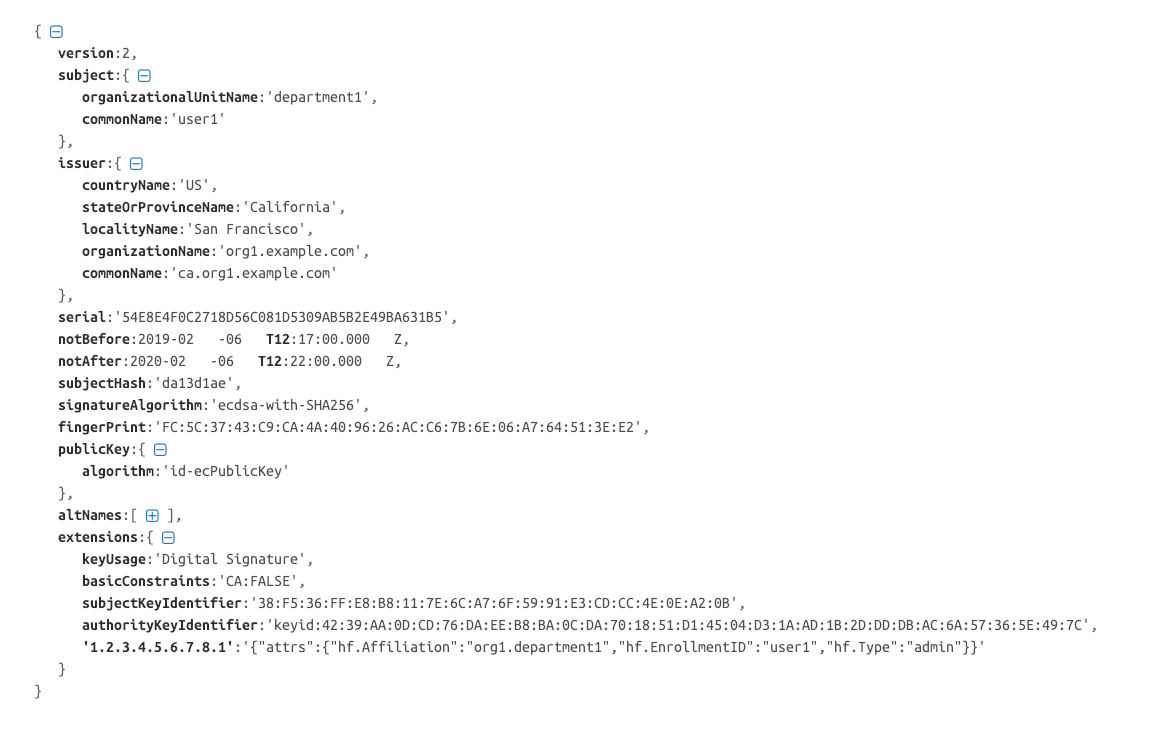 {
version:2,
subject:{
organizationalUnitName:'department1',
commonName:'user1'
},
issuer:{
countryName:'US',
stateOrProvinceName:'California',
localityName:'San Francisco',
organizationName:'org1.example.com',
commonName:'ca.org1.example.com'
},
serial:'54E8E4F0C2718D56C081D5309AB5B2E49BA631B5',
notBefore:2019-02   -06   T12:17:00.000   Z,
notAfter:2020-02   -06   T12:22:00.000   Z,
subjectHash:'da13d1ae',
signatureAlgorithm:'ecdsa-with-SHA256',
fingerPrint:'FC:5C:37:43:C9:CA:4A:40:96:26:AC:C6:7B:6E:06:A7:64:51:3E:E2',
publicKey:{
algorithm:'id-ecPublicKey'
},
altNames:[ ],
extensions:{
keyUsage:'Digital Signature',
basicConstraints:'CA:FALSE',
subjectKeyIdentifier:'38:F5:36:FF:E8:B8:11:7E:6C:A7:6F:59:91:E3:CD:CC:4E:0E:A2:0B',
authorityKeyIdentifier:'keyid:42:39:AA:0D:CD:76:DA:EE:B8:BA:0C:DA:70:18:51:D1:45:04:D3:1A:AD:1B:2D:DD:DB:AC:6A:57:36:5E:49:7C',
'1.2.3.4.5.6.7.8.1':'{"attrs":{"hf.Affiliation":"org1.department1","hf.EnrollmentID":"user1","hf.Type":"admin"}}'
}
}